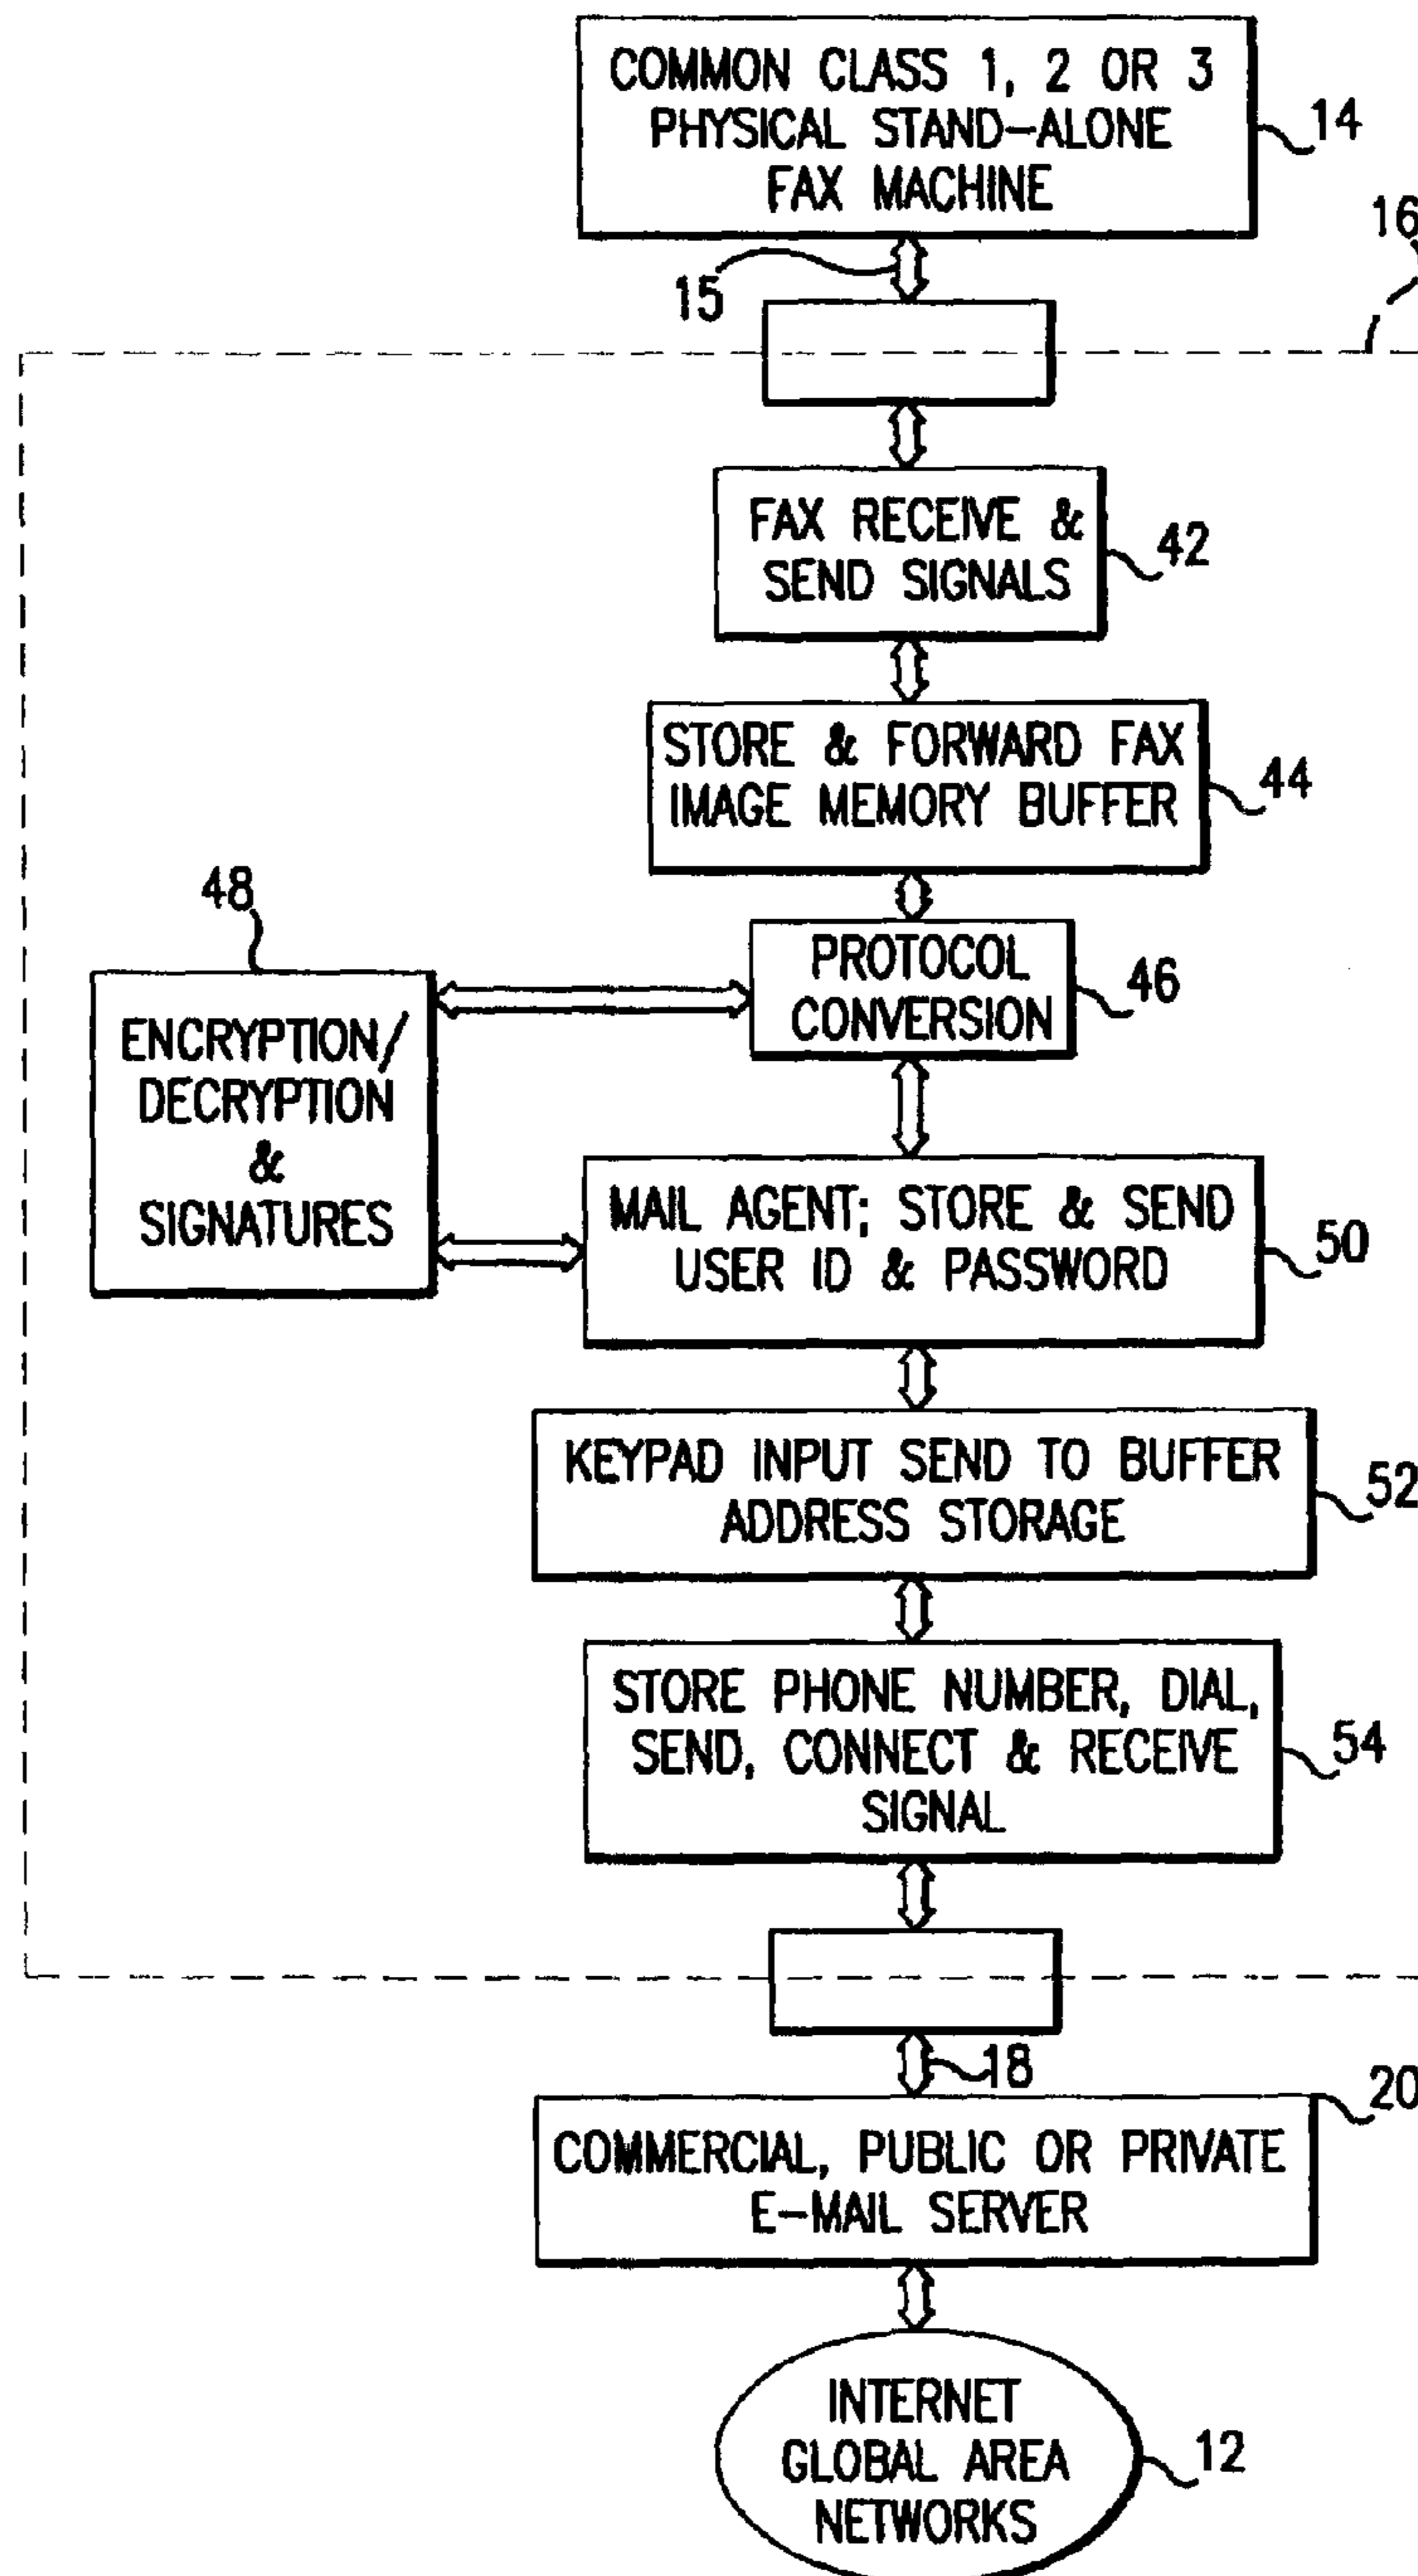 COMMON CLASS 1, 2 OR 3
PHYSICAL STAND-ALONE
FAX MACHINE
14
16
15
FAX RECEIVE &
SEND SIGNALS
42
STORE & FORWARD FAX
IMAGE MEMORY BUFFER
44
48
PROTOCOL
CONVERSION
46
ENCRYPTION/
DECRYPTION
&
SIGNATURES
MAIL AGENT; STORE & SEND
USER ID & PASSWORD
50
KEYPAD INPUT SEND TO BUFFER
ADDRESS STORAGE
52
STORE PHONE NUMBER, DIAL,
SEND, CONNECT & RECEIVE
SIGNAL
54
18
20
COMMERCIAL, PUBLIC OR PRIVATE
E-MAIL SERVER
INTERNET
GLOBAL AREA
NETWORKS
12